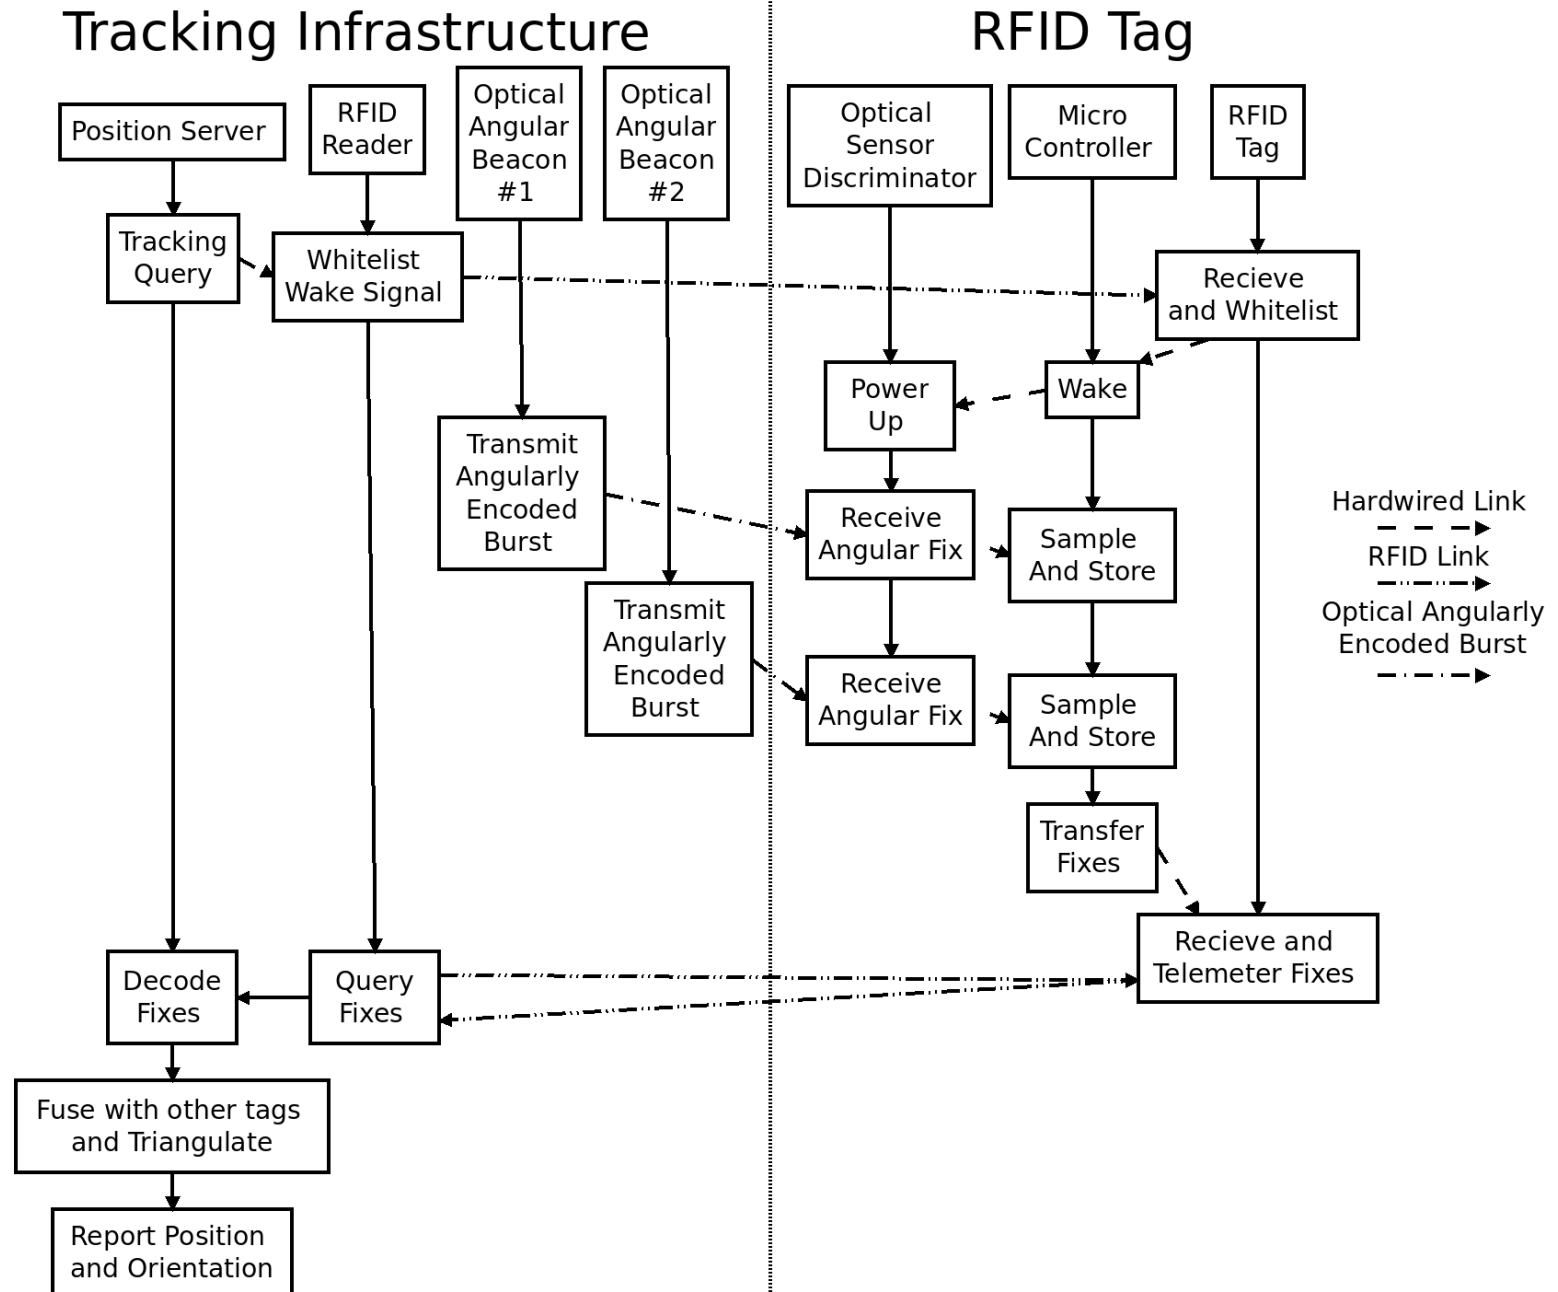 Tracking Infrastructure
RFID Tag
Position Server
RFID
Reader
Optical
Angular
Beacon
#1
Optical
Angular
Beacon
#2
Optical
Sensor
Discriminator
Micro
Controller
RFID
Tag
Tracking
Query
Whitelist
Wake Signal
Recieve
and Whitelist
Power
Up
Wake
Transmit
Angularly
Encoded
Burst
Receive
Angular Fix
Sample
And Store
Hardwired Link
RFID Link
Optical Angularly
Encoded Burst
Transmit
Angularly
Encoded
Burst
Receive
Angular Fix
Sample
And Store
Transfer
Fixes
Recieve and
Telemeter Fixes
Decode
Fixes
Query
Fixes
Fuse with other tags
and Triangulate
Report Position
and Orientation